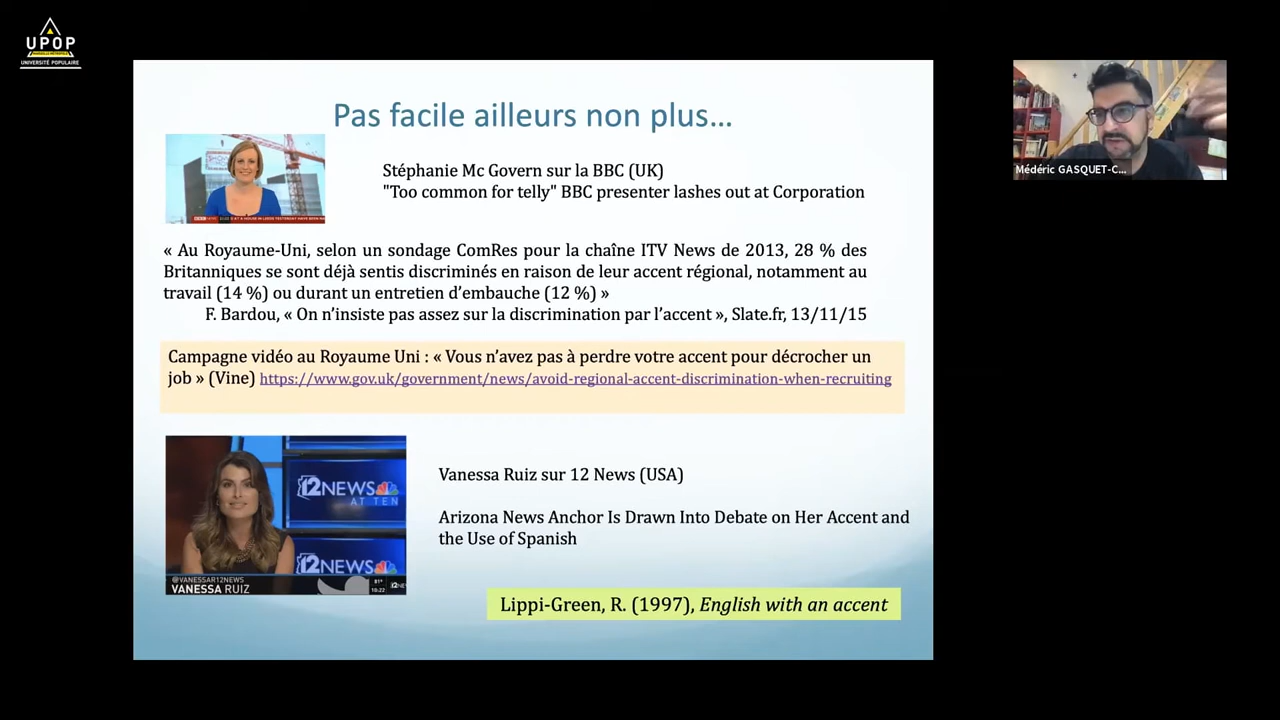 UPOP
UNIVERSITÉ POPULAIRE
Pas facile ailleurs non plus…
Stéphanie Mc Govern sur la BBC (UK)
"Too common for telly" BBC presenter lashes out at Corporation
« Au Royaume-Uni, selon un sondage ComRes pour la chaîne ITV News de 2013, 28 % des
Britanniques se sont déjà sentis discriminés en raison de leur accent régional, notamment au
travail (14 %) ou durant un entretien d’embauche (12 %) »
F. Bardou, « On n’insiste pas assez sur la discrimination par l’accent », Slate.fr, 13/11/15
Campagne vidéo au Royaume Uni : « Vous n’avez pas à perdre votre accent pour décrocher un
job » (Vine) https://www.gov.uk/government/news/avoid-regional-accent-discrimination-when-recruiting
12NEWS
AT TEN
12NEWS
@VANESSAR12NEWS
VANESSA RUIZ
81°
10:22
Vanessa Ruiz sur 12 News (USA)
Arizona News Anchor Is Drawn Into Debate on Her Accent and
the Use of Spanish
Lippi-Green, R. (1997), English with an accent
Médéric GASQUET-C...